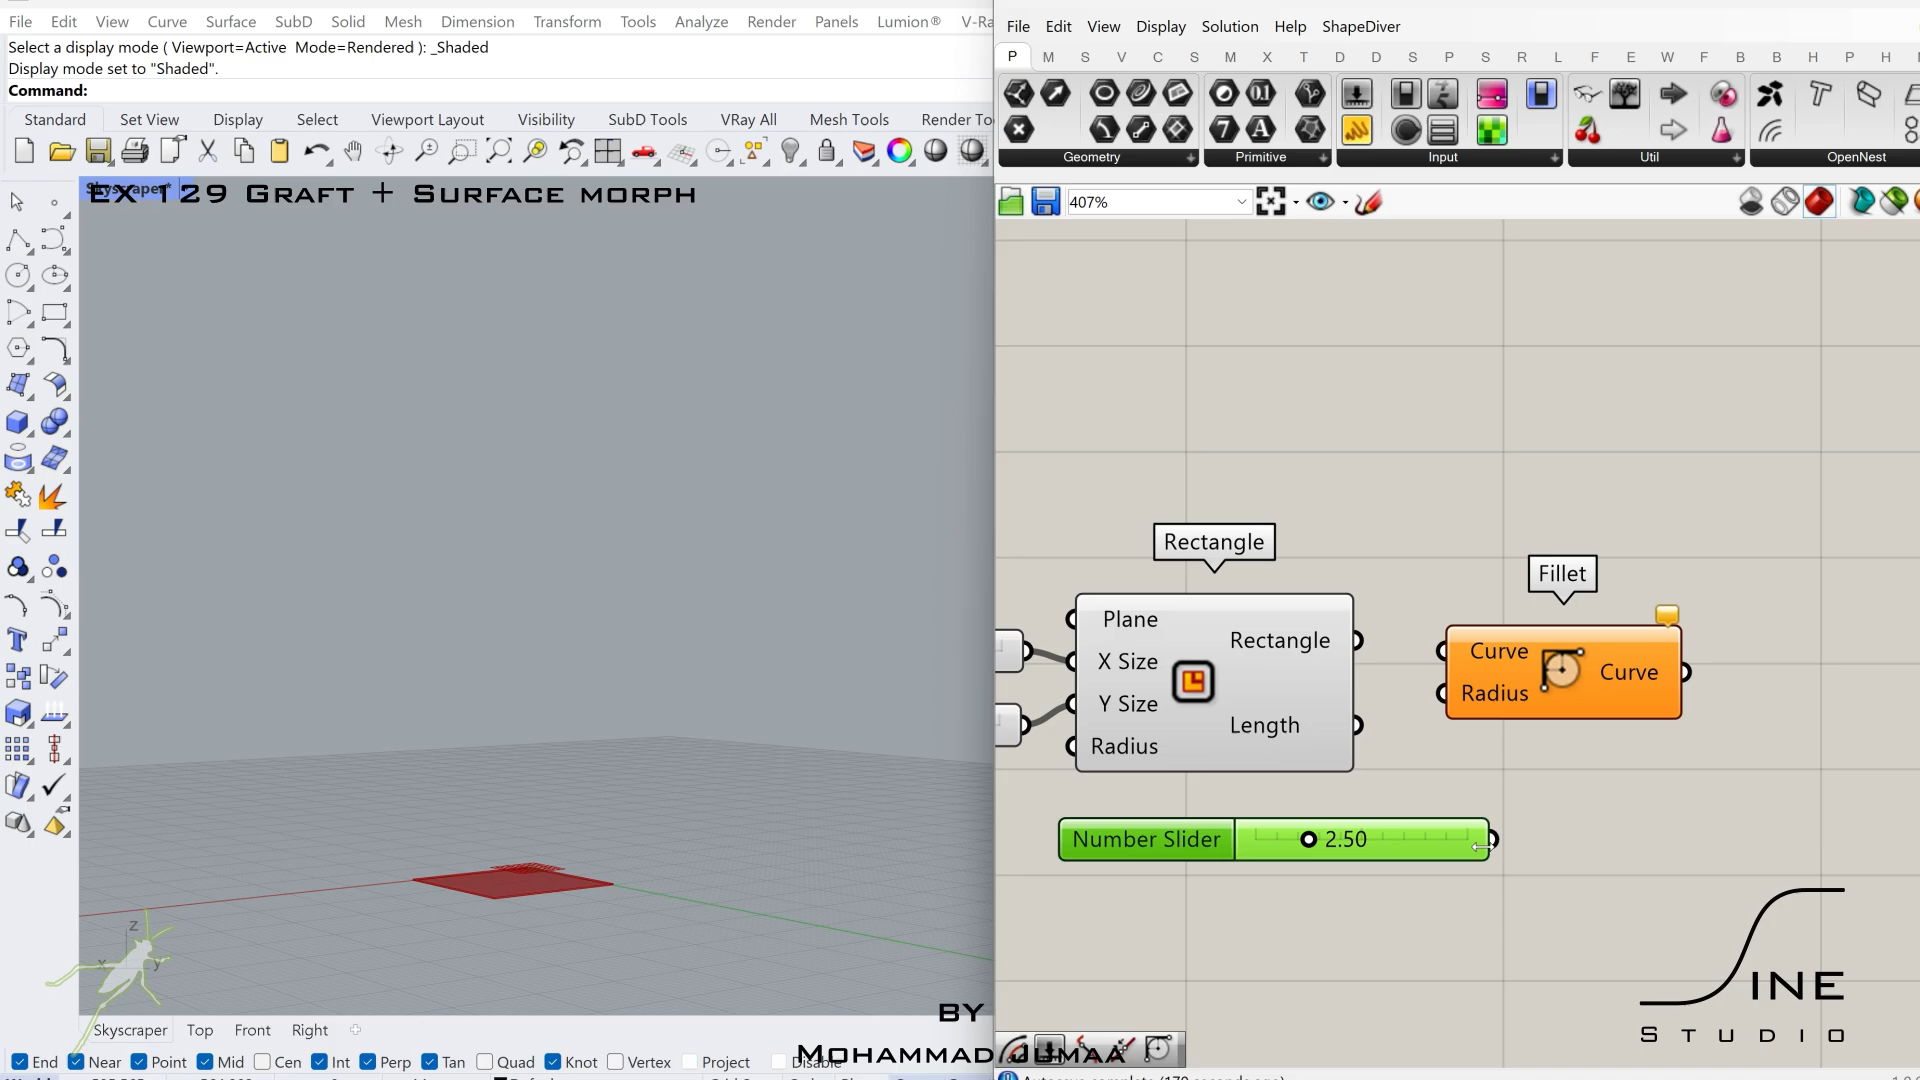 File Edit View Curve Surface SubD Solid Mesh Dimension Transform Tools Analyze Render Panels Lumion® V-Ra
Select a display mode ( Viewport=Active Mode=Rendered ): _Shaded
Display mode set to "Shaded".
Command:
Standard Set View Display Select Viewport Layout Visibility SubD Tools VRay All Mesh Tools Render To
Ex 129 Graft + Surface morph
Skyscraper Top Front Right
End Near Point Mid Cen Int Perp Tan Quad Knot Vertex Project Disable
File Edit View Display Solution Help ShapeDiver
P M S V C S M X T D D S P S R L F E W F B B H P H
Geometry Primitive Input Util OpenNest
407%
Rectangle
Plane
X Size
Y Size
Radius
Rectangle
Length
Fillet
Curve
Radius
Curve
Number Slider 2.50
z
x
y
BY
Mohammad Jumaa
INE
STUDIO